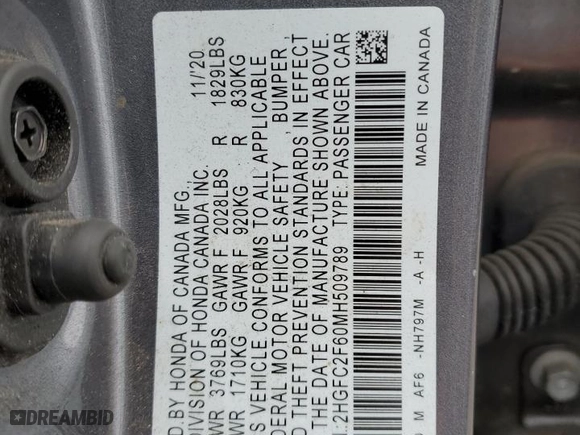 D.BY HONDA OF CANADA MFG. 11/'20
DIVISION OF HONDA CANADA INC.
WR 3769LBS GAWR F 2028LBS R 1829LBS
WR 1710KG GAWR F 920KG R 830KG
S VEHICLE CONFORMS TO ALL APPLICABLE
DERAL MOTOR VEHICLE SAFETY BUMPER,
THEFT PREVENTION STANDARDS IN EFFECT
DATE OF MANUFACTURE SHOWN ABOVE.
:2HGFC2F60MH509789 TYPE: PASSENGER CAR
M AF6 -NH797M -A -H MADE IN CANADA
DREAMBID